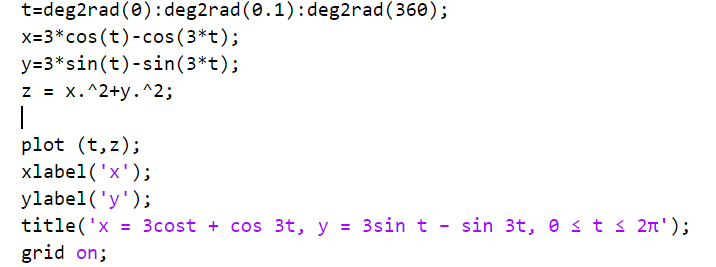 t=deg2rad(0):deg2rad(0.1):deg2rad(360);
x=3*cos(t)-cos(3*t);
y=3*sin(t)-sin(3*t);
z = x.^2+y.^2;
plot (t,z);
xlabel('x');
ylabel('y');
title('x = 3cost + cos 3t, y = 3sin t - sin 3t, 0 ≤ t ≤ 2π');
grid on;